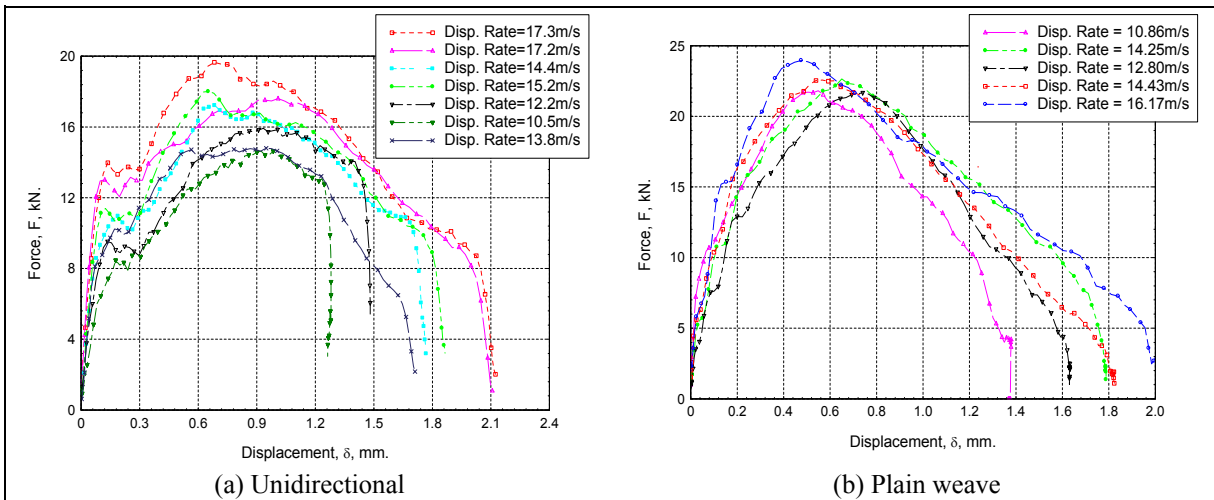 Disp. Rate=17.3m/s
Disp. Rate=17.2m/s
Disp. Rate=14.4m/s
Disp. Rate=15.2m/s
Disp. Rate=12.2m/s
Disp. Rate=10.5m/s
Disp. Rate=13.8m/s
20
16
12
8
4
0
Force, F, kN.
0 0.3 0.6 0.9 1.2 1.5 1.8 2.1 2.4
Displacement, δ, mm.
(a) Unidirectional
Disp. Rate = 10.86m/s
Disp. Rate = 14.25m/s
Disp. Rate = 12.80m/s
Disp. Rate = 14.43m/s
Disp. Rate = 16.17m/s
25
20
15
10
5
0
Force, F, kN.
0.0 0.2 0.4 0.6 0.8 1.0 1.2 1.4 1.6 1.8 2.0
Displacement, δ, mm.
(b) Plain weave